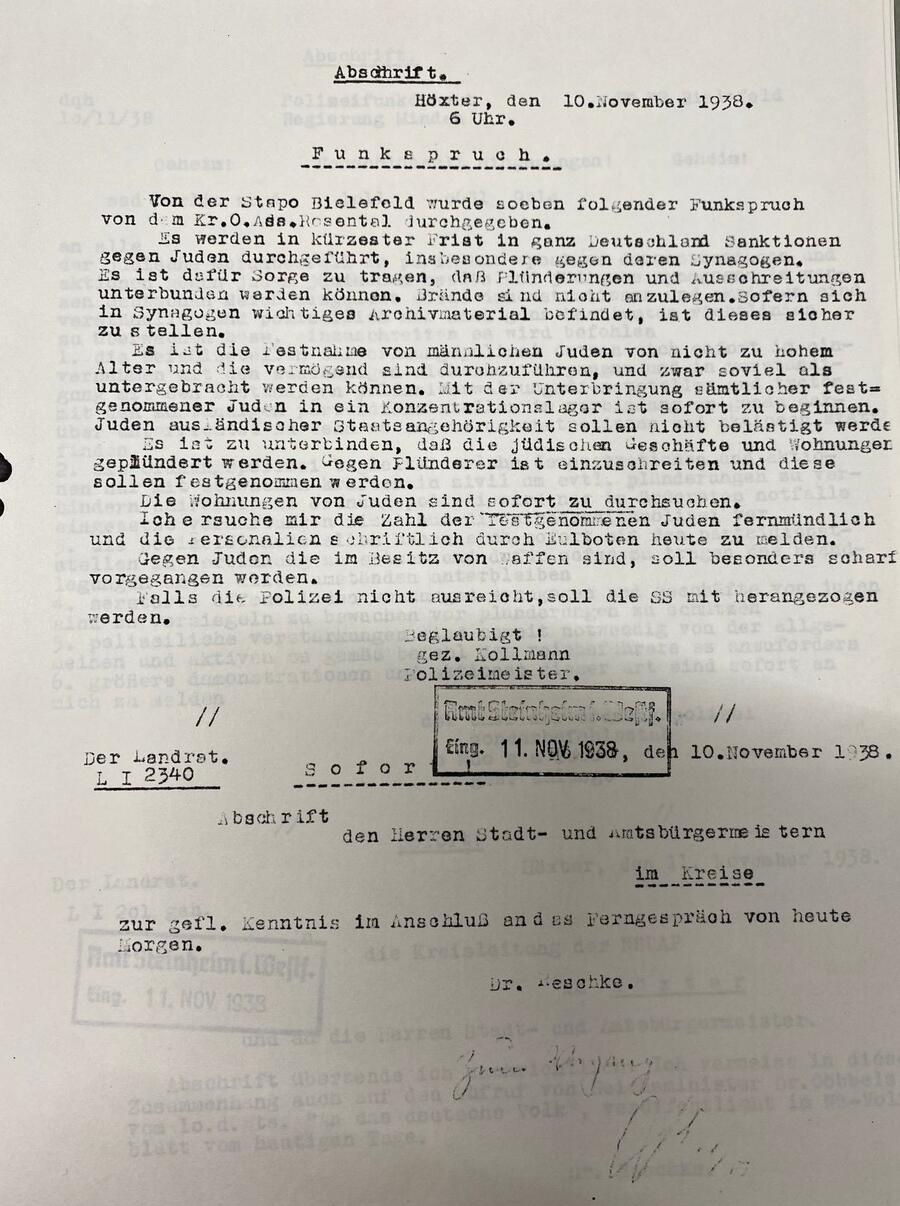 Abschrift.
Höxter, den 10.November 1938.
6 Uhr.
Funkspruch.
Von der Stapo Bielefeld wurde soeben folgender Funkspruch
von dem Kr.O.Ass.Rosental durchgegeben.
Es werden in kürzester Frist in ganz Deutschland Sanktionen
gegen Juden durchgeführt, insbesondere gegen deren Synagogen.
Es ist dafür Sorge zu tragen, daß Plünderungen und Ausschreitungen
unterbunden werden können. Brände sind nicht anzulegen.Sofern sich
in Synagogen wichtiges Archivmaterial befindet, ist dieses sicher
zu stellen.
Es ist die Festnahme von männlichen Juden von nicht zu hohem
Alter und die vermögend sind durchzuführen, und zwar soviel als
untergebracht werden können. Mit der Unterbringung sämtlicher fest=
genommener Juden in ein Konzentrationslager ist sofort zu beginnen.
Juden ausländischer Staatsangehörigkeit sollen nicht belästigt werde
Es ist zu unterbinden, daß die jüdischen Geschäfte und Wohnungen
geplündert werden. Gegen Plünderer ist einzuschreiten und diese
sollen festgenommen werden.
Die Wohnungen von Juden sind sofort zu durchsuchen.
Ich ersuche mir die Zahl der festgenommenen Juden fernmündlich
und die Personalien schriftlich durch Eulboten heute zu melden.
Gegen Juden die im Besitz von Waffen sind, soll besonders scharf
vorgegangen werden.
Falls die Polizei nicht ausreicht,soll die SS mit herangezogen
werden.
Beglaubigt !
gez. Kollmann
Polizeimeister.
// //
Amt Steinheim i. Westf.
Eing. 11. NOV. 1938
Der Landrat. , den 10.November 1938.
L I 2340
Sofort !
Abschrift
den Herren Stadt- und Amtsbürgermeistern
im Kreise
zur gefl. Kenntnis im Anschluß an das Ferngespräch von heute
Morgen.
Dr. Reschke.